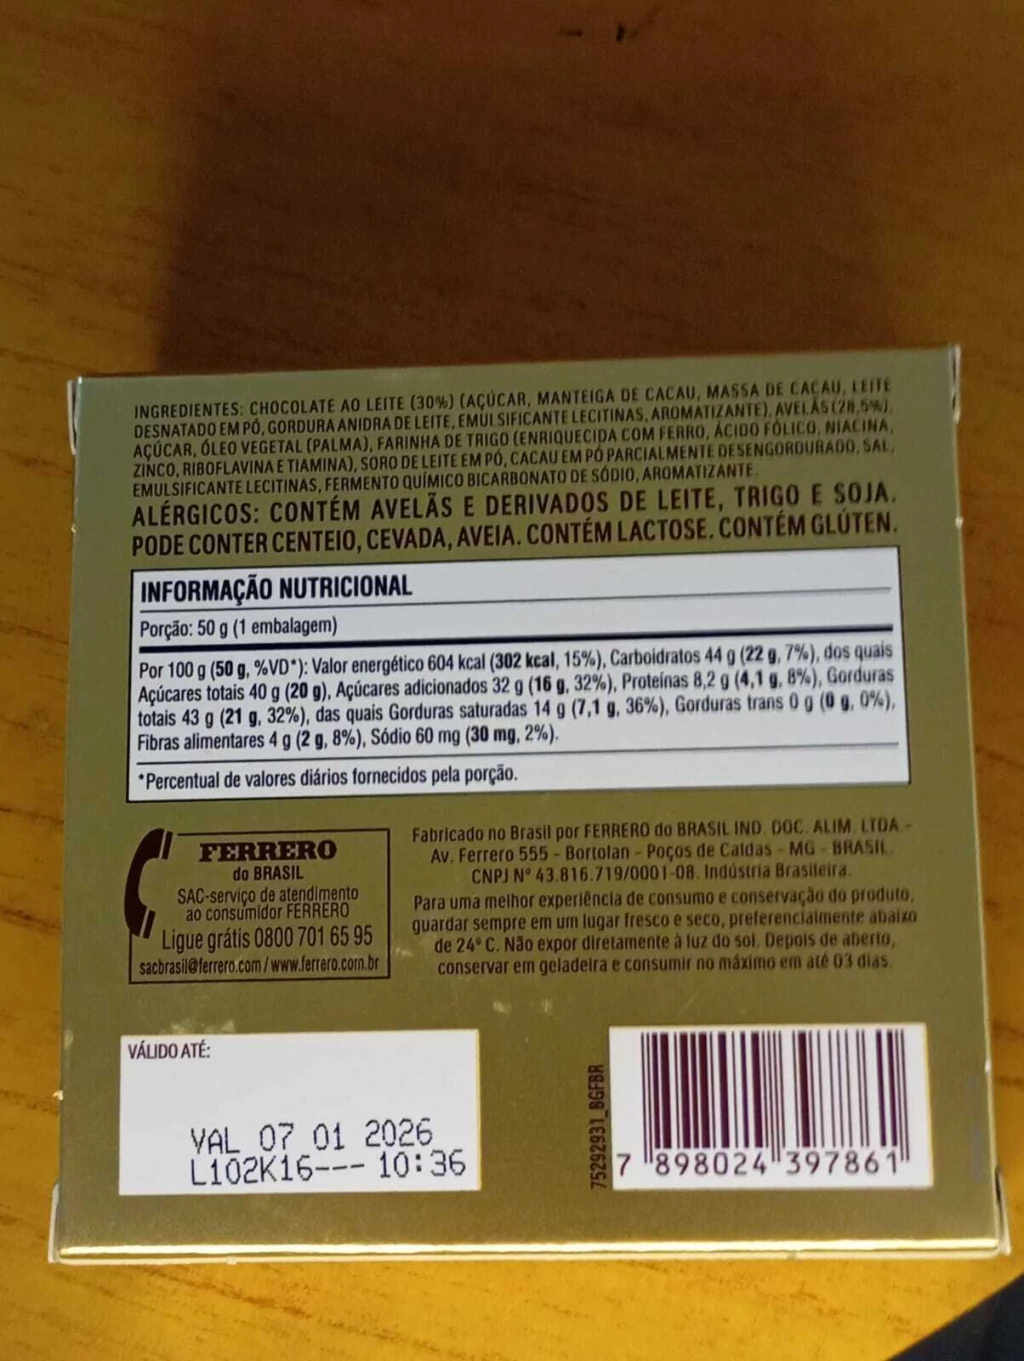 INGREDIENTES: CHOCOLATE AO LEITE (30%) (AÇÚCAR, MANTEIGA DE CACAU, MASSA DE CACAU, LEITE
DESNATADO EM PÓ, GORDURA ANIDRA DE LEITE, EMULSIFICANTE LECITINAS, AROMATIZANTE), AVELÃS (28,5%),
AÇÚCAR, ÓLEO VEGETAL (PALMA), FARINHA DE TRIGO (ENRIQUECIDA COM FERRO, ÁCIDO FÓLICO, NIACINA,
ZINCO, RIBOFLAVINA E TIAMINA), SORO DE LEITE EM PÓ, CACAU EM PÓ PARCIALMENTE DESENGORDURADO, SAL,
EMULSIFICANTE LECITINAS, FERMENTO QUÍMICO BICARBONATO DE SÓDIO, AROMATIZANTE.
ALÉRGICOS: CONTÉM AVELÃS E DERIVADOS DE LEITE, TRIGO E SOJA.
PODE CONTER CENTEIO, CEVADA, AVEIA. CONTÉM LACTOSE. CONTÉM GLÚTEN.
INFORMAÇÃO NUTRICIONAL
Porção: 50 g (1 embalagem)
Por 100 g (50 g, %VD*): Valor energético 604 kcal (302 kcal, 15%), Carboidratos 44 g (22 g, 7%), dos quais
Açúcares totais 40 g (20 g), Açúcares adicionados 32 g (16 g, 32%), Proteínas 8,2 g (4,1 g, 8%), Gorduras
totais 43 g (21 g, 32%), das quais Gorduras saturadas 14 g (7,1 g, 36%), Gorduras trans 0 g (0 g, 0%),
Fibras alimentares 4 g (2 g, 8%), Sódio 60 mg (30 mg, 2%).
*Percentual de valores diários fornecidos pela porção.
FERRERO
do BRASIL
SAC-serviço de atendimento
ao consumidor FERRERO
Ligue grátis 0800 701 65 95
sacbrasil@ferrero.com / www.ferrero.com.br
Fabricado no Brasil por FERRERO do BRASIL IND. DOC. ALIM. LTDA -
Av. Ferrero 555 - Bortolan - Poços de Caldas - MG - BRASIL.
CNPJ Nº 43.816.719/0001-08. Indústria Brasileira.
Para uma melhor experiência de consumo e conservação do produto,
guardar sempre em um lugar fresco e seco, preferencialmente abaixo
de 24º C. Não expor diretamente à luz do sol. Depois de aberto,
conservar em geladeira e consumir no máximo em até 03 dias.
VÁLIDO ATÉ:
VAL 07 01 2026
L102K16--- 10:36
75292931_BGFBR
7 898024 397861